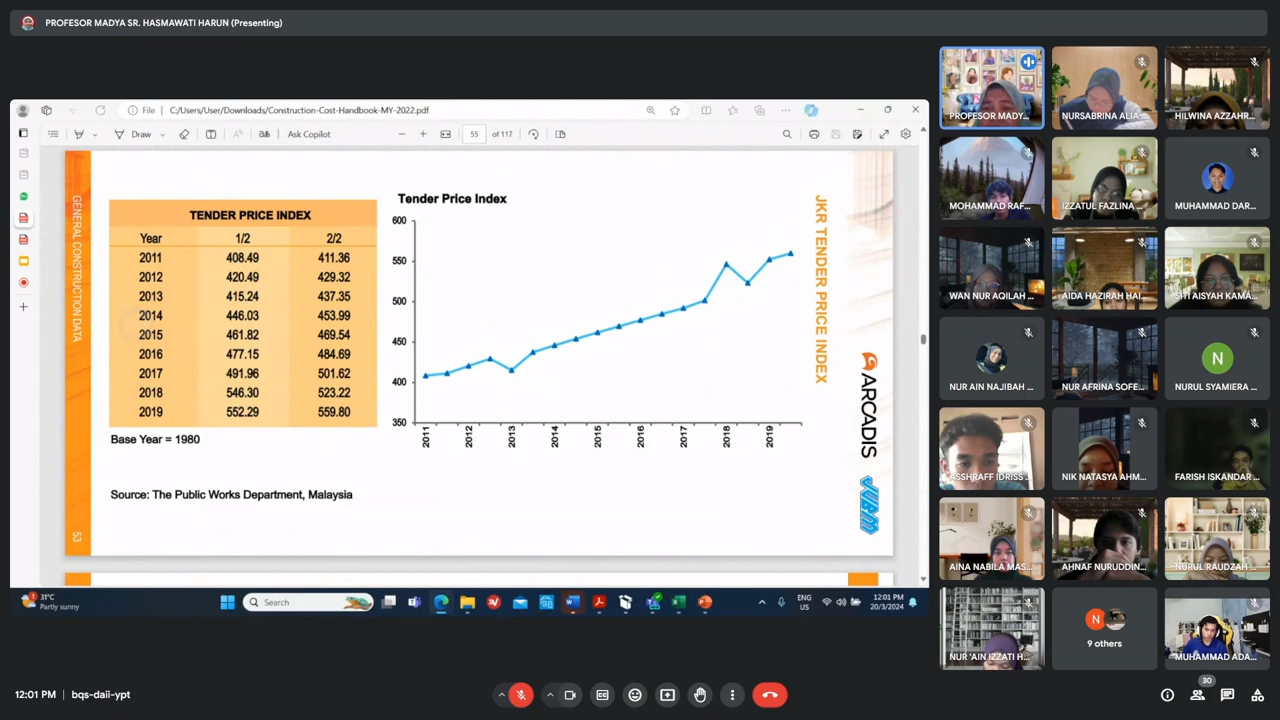 PROFESOR MADYA SR. HASMAWATI HARUN (Presenting)
File
C:/Users/User/Downloads/Construction-Cost-Handbook-MY-2022.pdf
Draw
Ask Copilot
55 of 117
GENERAL CONSTRUCTION DATA
53
TENDER PRICE INDEX
Year 1/2 2/2
2011 408.49 411.36
2012 420.49 429.32
2013 415.24 437.35
2014 446.03 453.99
2015 461.82 469.54
2016 477.15 484.69
2017 491.96 501.62
2018 546.30 523.22
2019 552.29 559.80
Base Year = 1980
Source: The Public Works Department, Malaysia
Tender Price Index
600
550
500
450
400
350
2011 2012 2013 2014 2015 2016 2017 2018 2019
JKR TENDER PRICE INDEX
ARCADIS
JUBM
31°C
Partly sunny
Search
ENG
US
12:01 PM
20/3/2024
PROFESOR MADY...
NURSABRINA ALIA ...
HILWINA AZZAHR...
MOHAMMAD RAF...
IZZATUL FAZLINA ...
MUHAMMAD DAR...
WAN NUR AQILAH ...
AIDA HAZIRAH HAI...
SITI AISYAH KAMA...
NUR AIN NAJIBAH ...
NUR AFRINA SOFE...
N
NURUL SYAMIERA ...
ASSHRAFF IDRISS ...
NIK NATASYA AHM...
FARISH ISKANDAR ...
AINA NABILA MAS...
AHNAF NURUDDIN...
NURUL RAUDZAH ...
NUR 'AIN IZZATI H...
N
9 others
MUHAMMAD ADA...
12:01 PM | bqs-daii-ypt
30